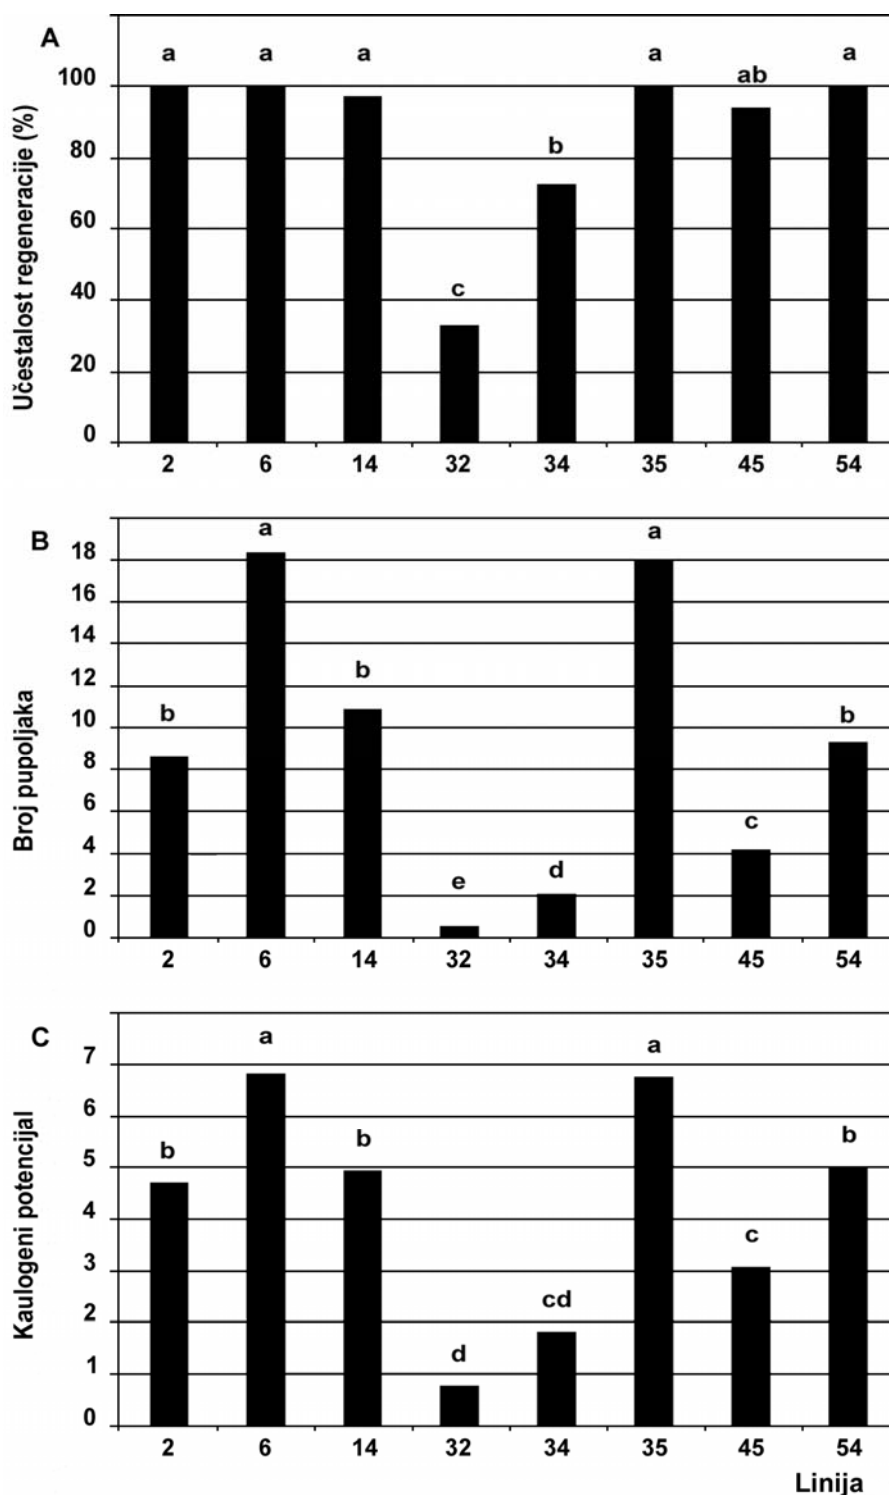 A
Učestalost regeneracije (%)
100
80
60
40
20
0
a a a c b a ab a
2 6 14 32 34 35 45 54
B
Broj pupoljaka
18
16
14
12
10
8
6
4
2
0
b a b e d a c b
2 6 14 32 34 35 45 54
C
Kaulogeni potencijal
7
6
5
4
3
2
1
0
b a b d cd a c b
2 6 14 32 34 35 45 54
Linija